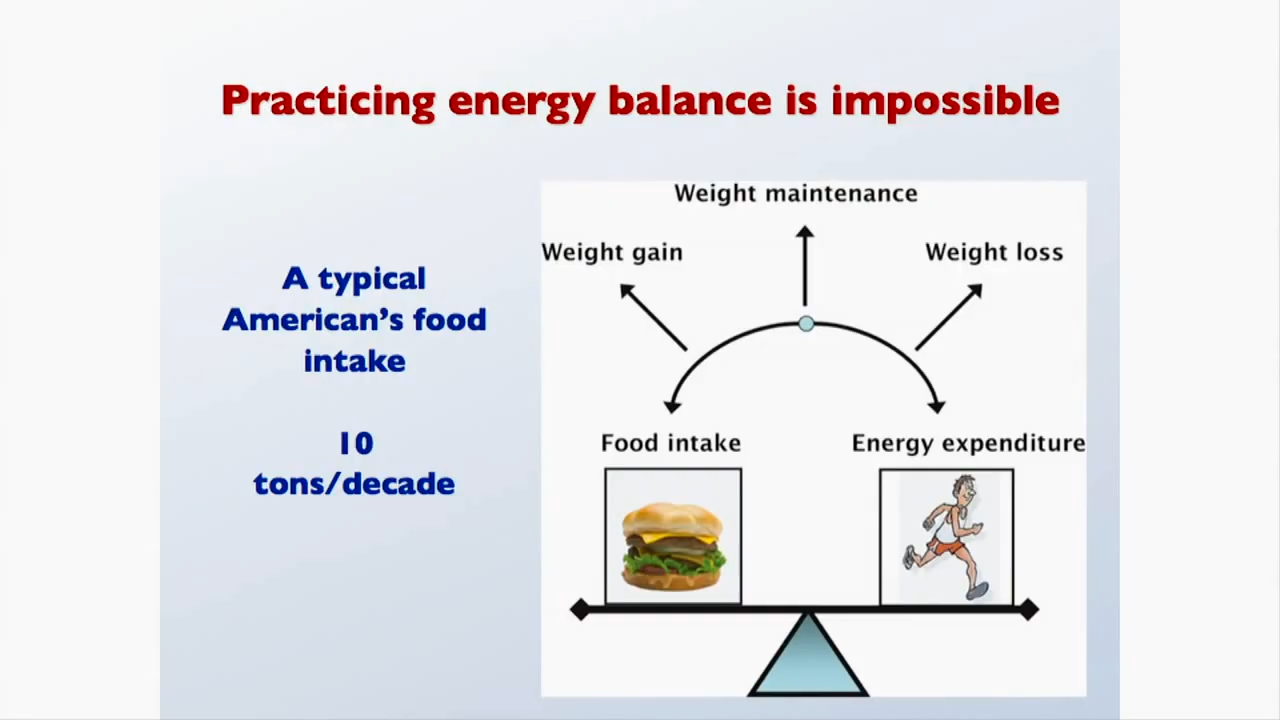 Practicing energy balance is impossible
A typical
American's food
intake
10
tons/decade
Weight maintenance
Weight gain
Weight loss
Food intake
Energy expenditure